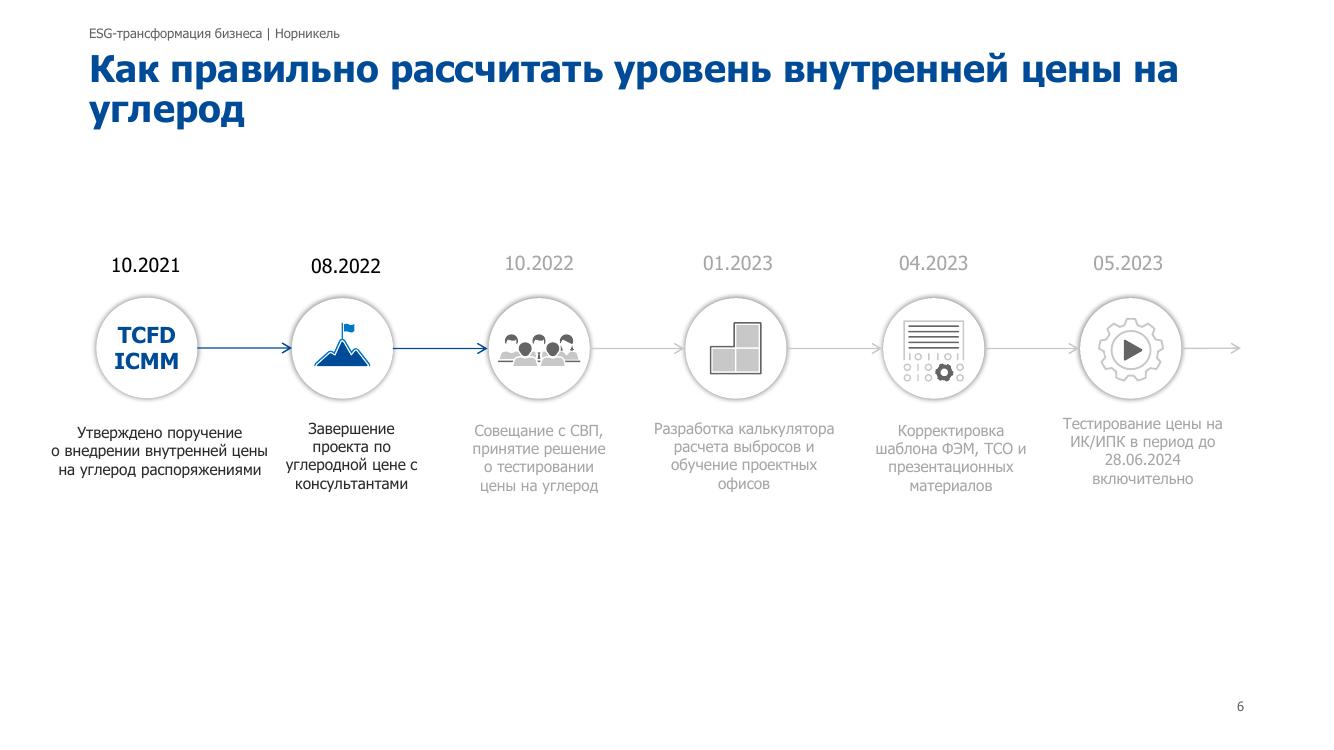 ESG-трансформация бизнеса | Норникель
Как правильно рассчитать уровень внутренней цены на
углерод
10.2021
TCFD
ICMM
Утверждено поручение
о внедрении внутренней цены
на углерод распоряжениями
08.2022
Завершение
проекта по
углеродной цене с
консультантами
10.2022
Совещание с СВП,
принятие решение
о тестировании
цены на углерод
01.2023
Разработка калькулятора
расчета выбросов и
обучение проектных
офисов
04.2023
Корректировка
шаблона ФЭМ, ТСО и
презентационных
материалов
05.2023
Тестирование цены на
ИК/ИПК в период до
28.06.2024
включительно
6